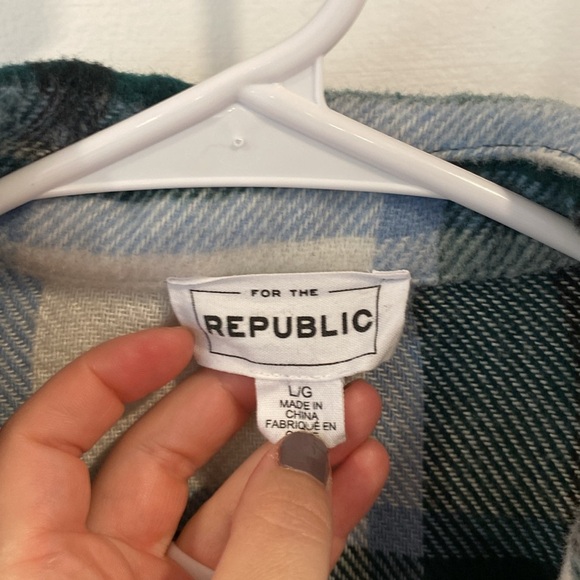 FOR THE
REPUBLIC
L/G
MADE IN
CHINA
FABRIQUÉ EN